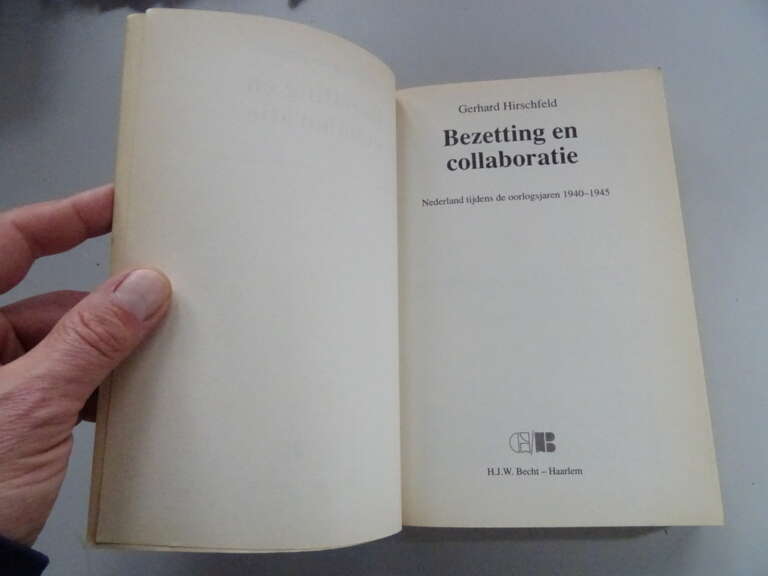 Gerhard Hirschfeld
Bezetting en
collaboratie
Nederland tijdens de oorlogsjaren 1940–1945
H.J.W. Becht – Haarlem